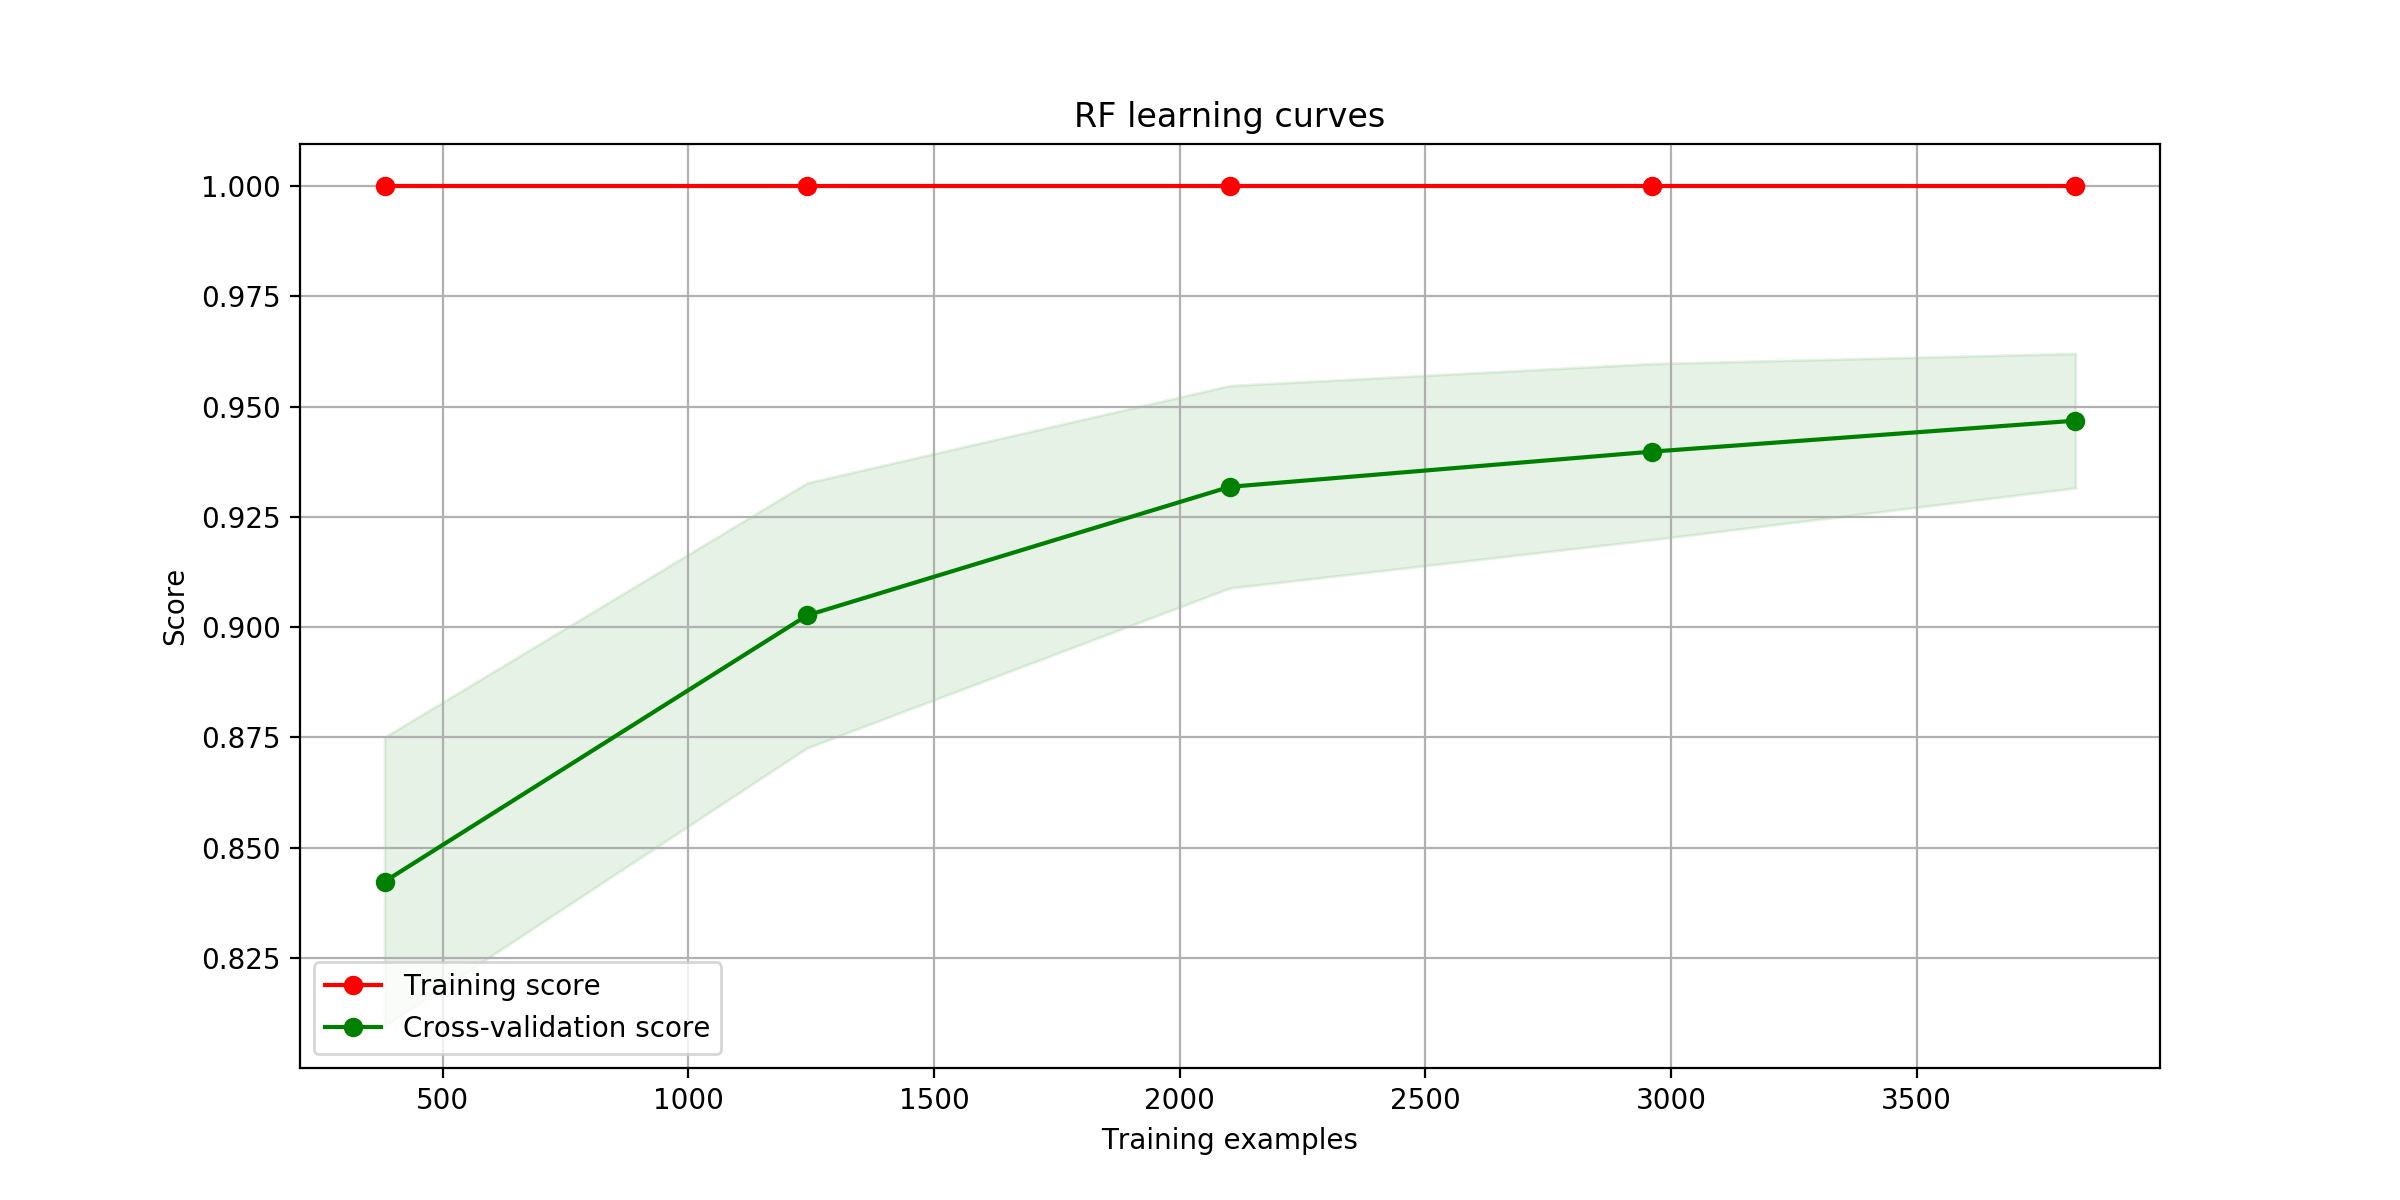 RF learning curves
1.000
0.975
0.950
0.925
0.900
0.875
0.850
0.825
Score
Training score
Cross-validation score
500 1000 1500 2000 2500 3000 3500
Training examples